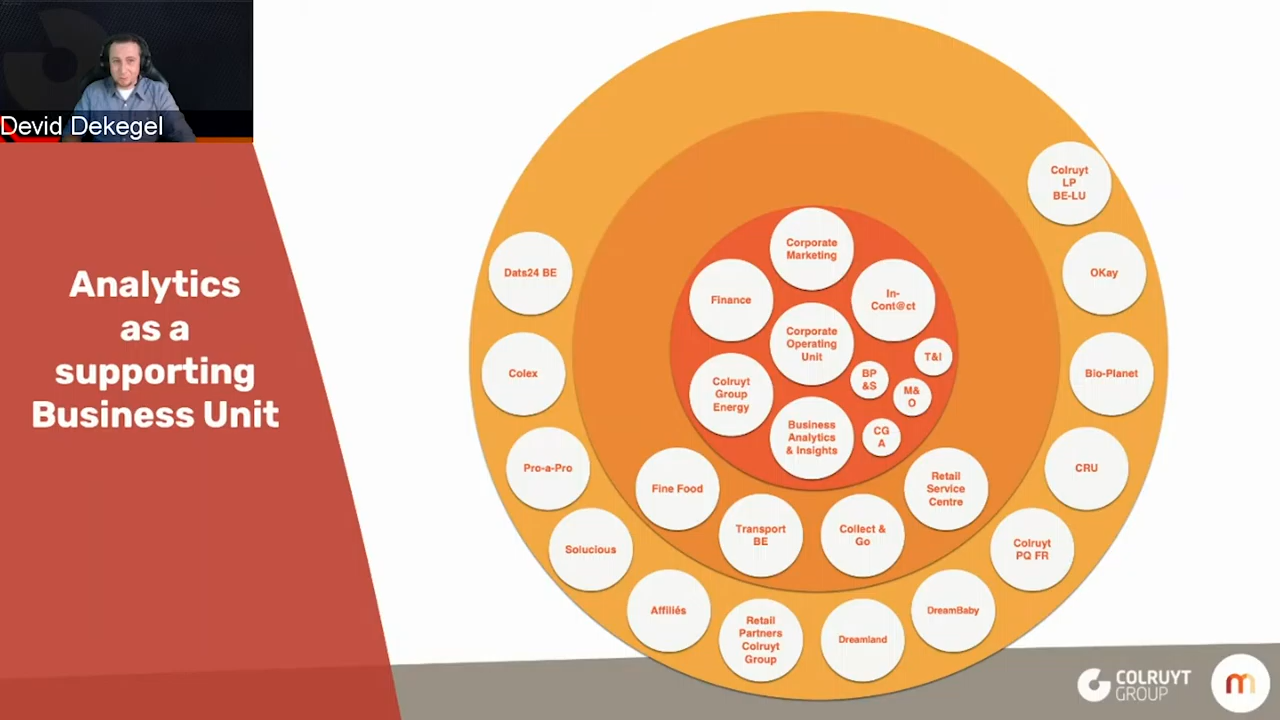 Devid Dekegel
Analytics
as a
supporting
Business Unit
Colruyt
LP
BE-LU
Corporate
Marketing
Dats24 BE
OKay
Finance
In-
Cont@ct
Corporate
Operating
Unit
T&I
Colex
BP
&S
Bio-Planet
Colruyt
Group
Energy
M&
O
Business
Analytics
& Insights
CG
A
Pro-a-Pro
CRU
Fine Food
Retail
Service
Centre
Transport
BE
Collect &
Go
Solucious
Colruyt
PQ FR
Affiliés
DreamBaby
Retail
Partners
Colruyt
Group
Dreamland
COLRUYT
GROUP
m